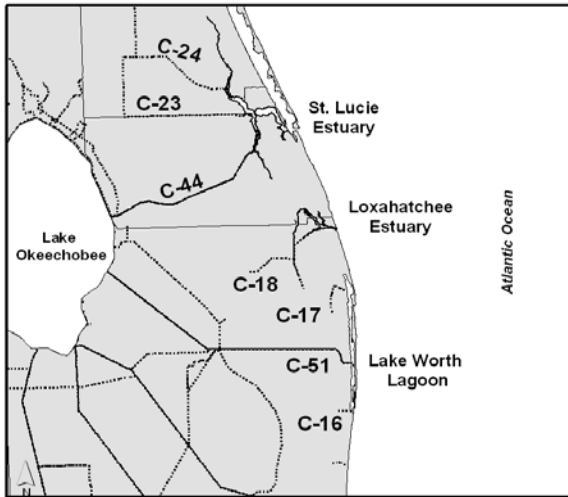 C-24
C-23
St. Lucie
Estuary
C-44
Loxahatchee
Estuary
Lake
Okeechobee
Atlantic Ocean
C-18
C-17
C-51
Lake Worth
Lagoon
C-16
N